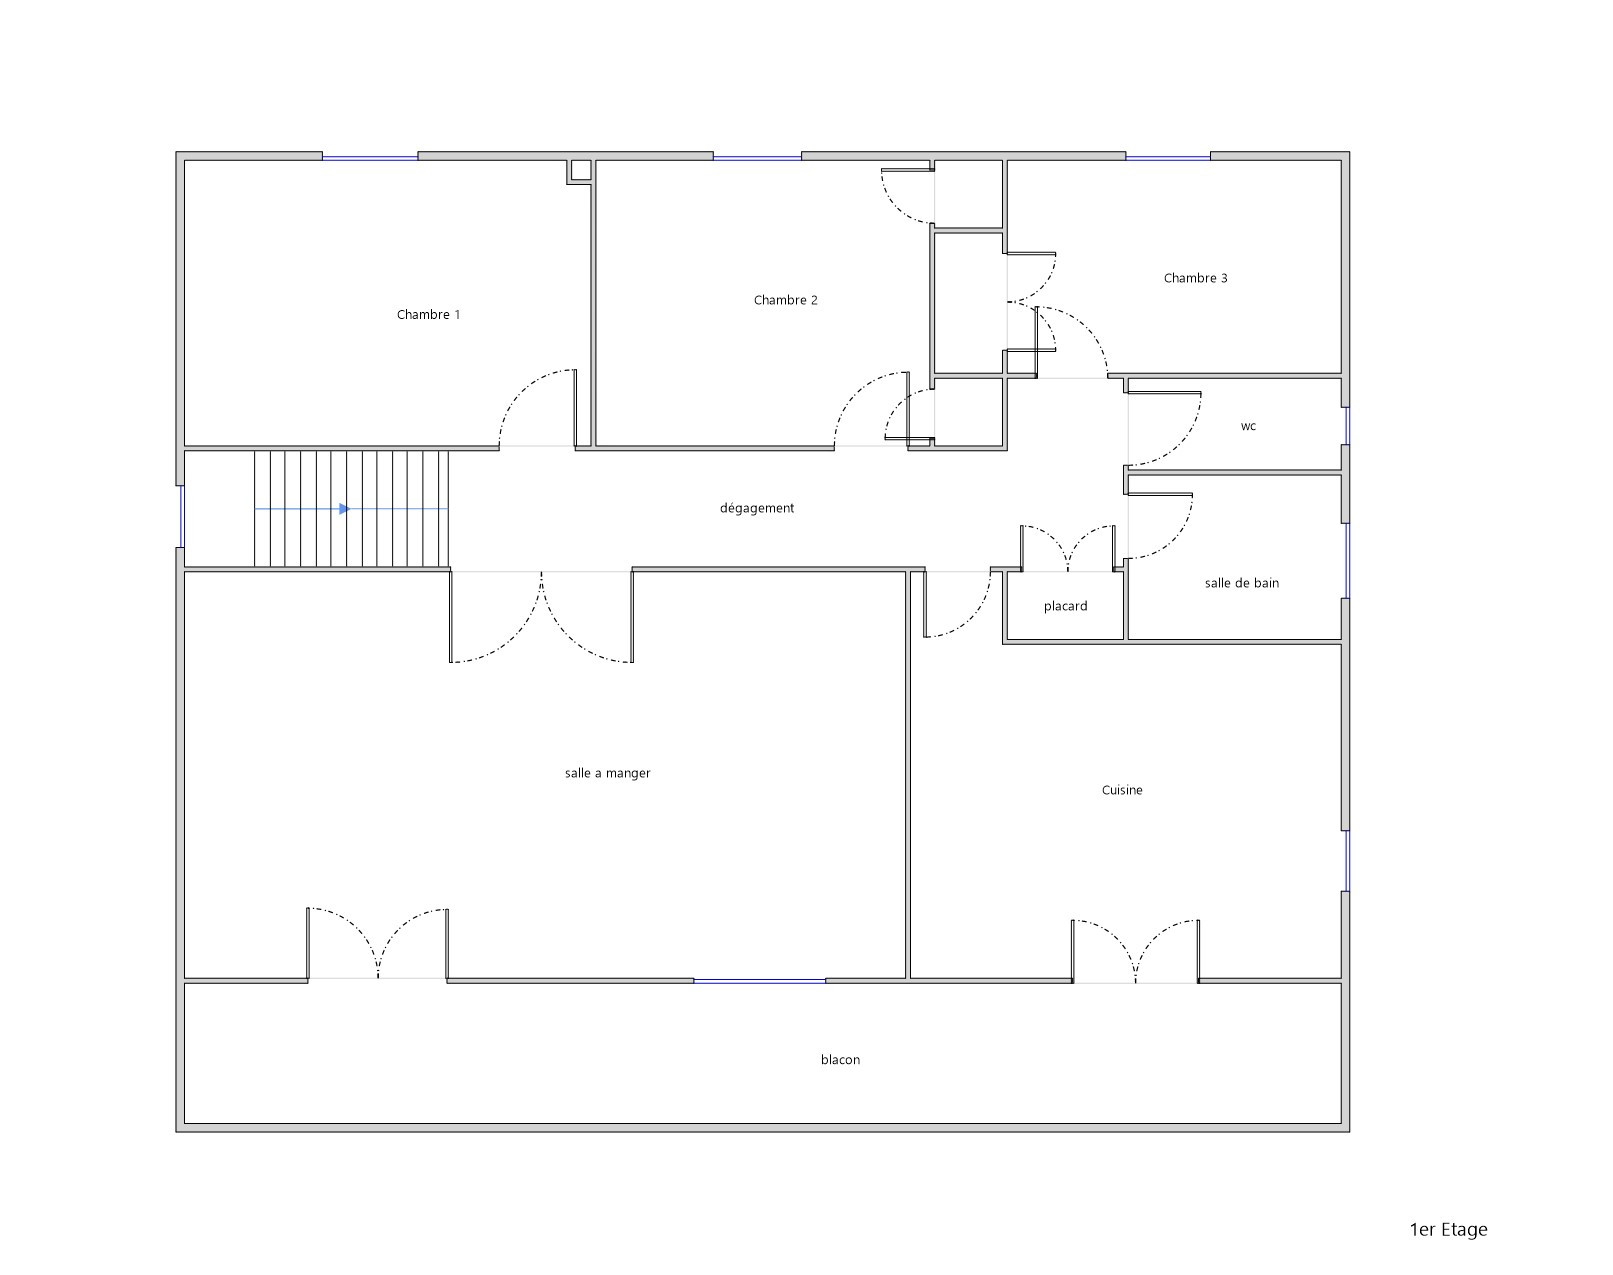 Chambre 3
Chambre 2
Chambre 1
wc
dégagement
salle de bain
placard
salle a manger
Cuisine
blacon
1er Etage